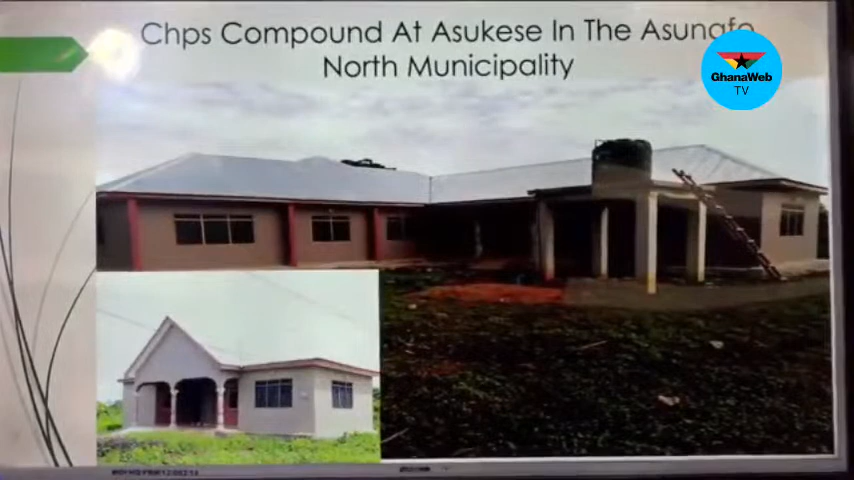 Chps Compound At Asukese In The Asunafo
North Municipality
GhanaWeb
TV